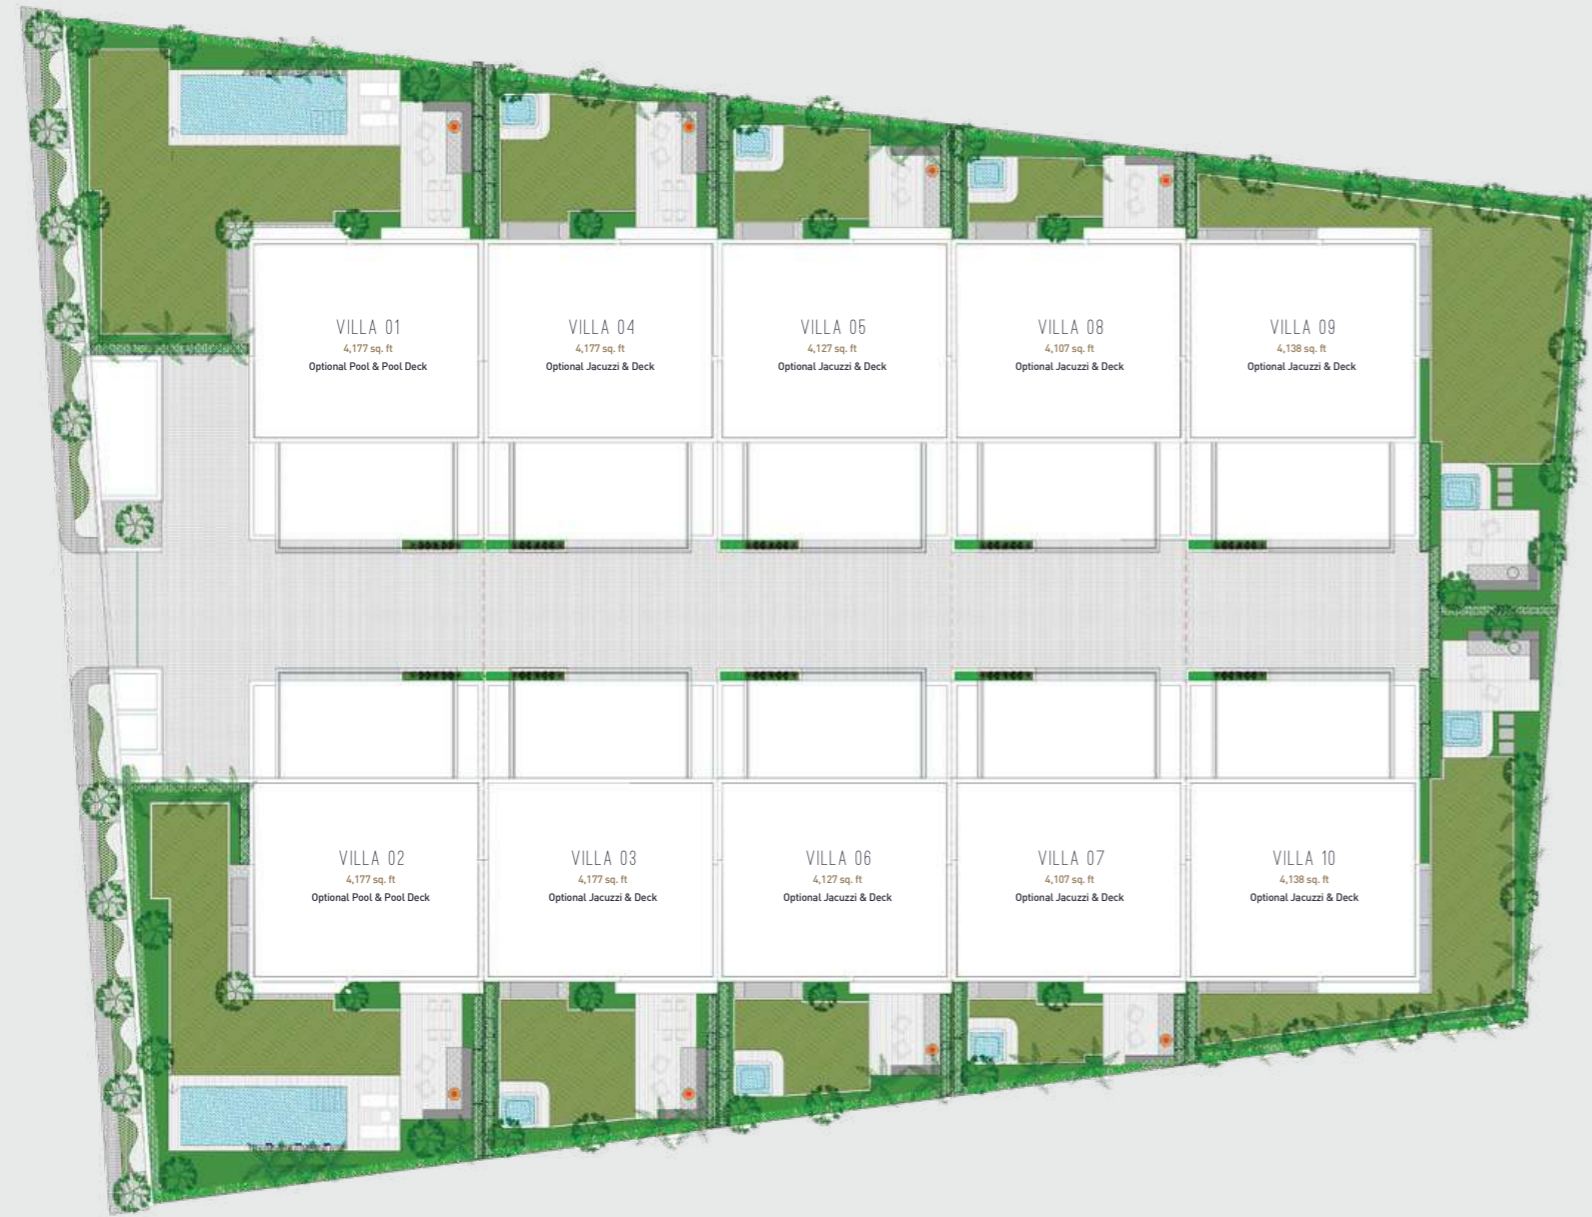 VILLA 01
4,177 sq. ft
Optional Pool & Pool Deck
VILLA 04
4,177 sq. ft
Optional Jacuzzi & Deck
VILLA 05
4,127 sq. ft
Optional Jacuzzi & Deck
VILLA 08
4,107 sq. ft
Optional Jacuzzi & Deck
VILLA 09
4,138 sq. ft
Optional Jacuzzi & Deck
VILLA 02
4,177 sq. ft
Optional Pool & Pool Deck
VILLA 03
4,177 sq. ft
Optional Jacuzzi & Deck
VILLA 06
4,127 sq. ft
Optional Jacuzzi & Deck
VILLA 07
4,107 sq. ft
Optional Jacuzzi & Deck
VILLA 10
4,138 sq. ft
Optional Jacuzzi & Deck